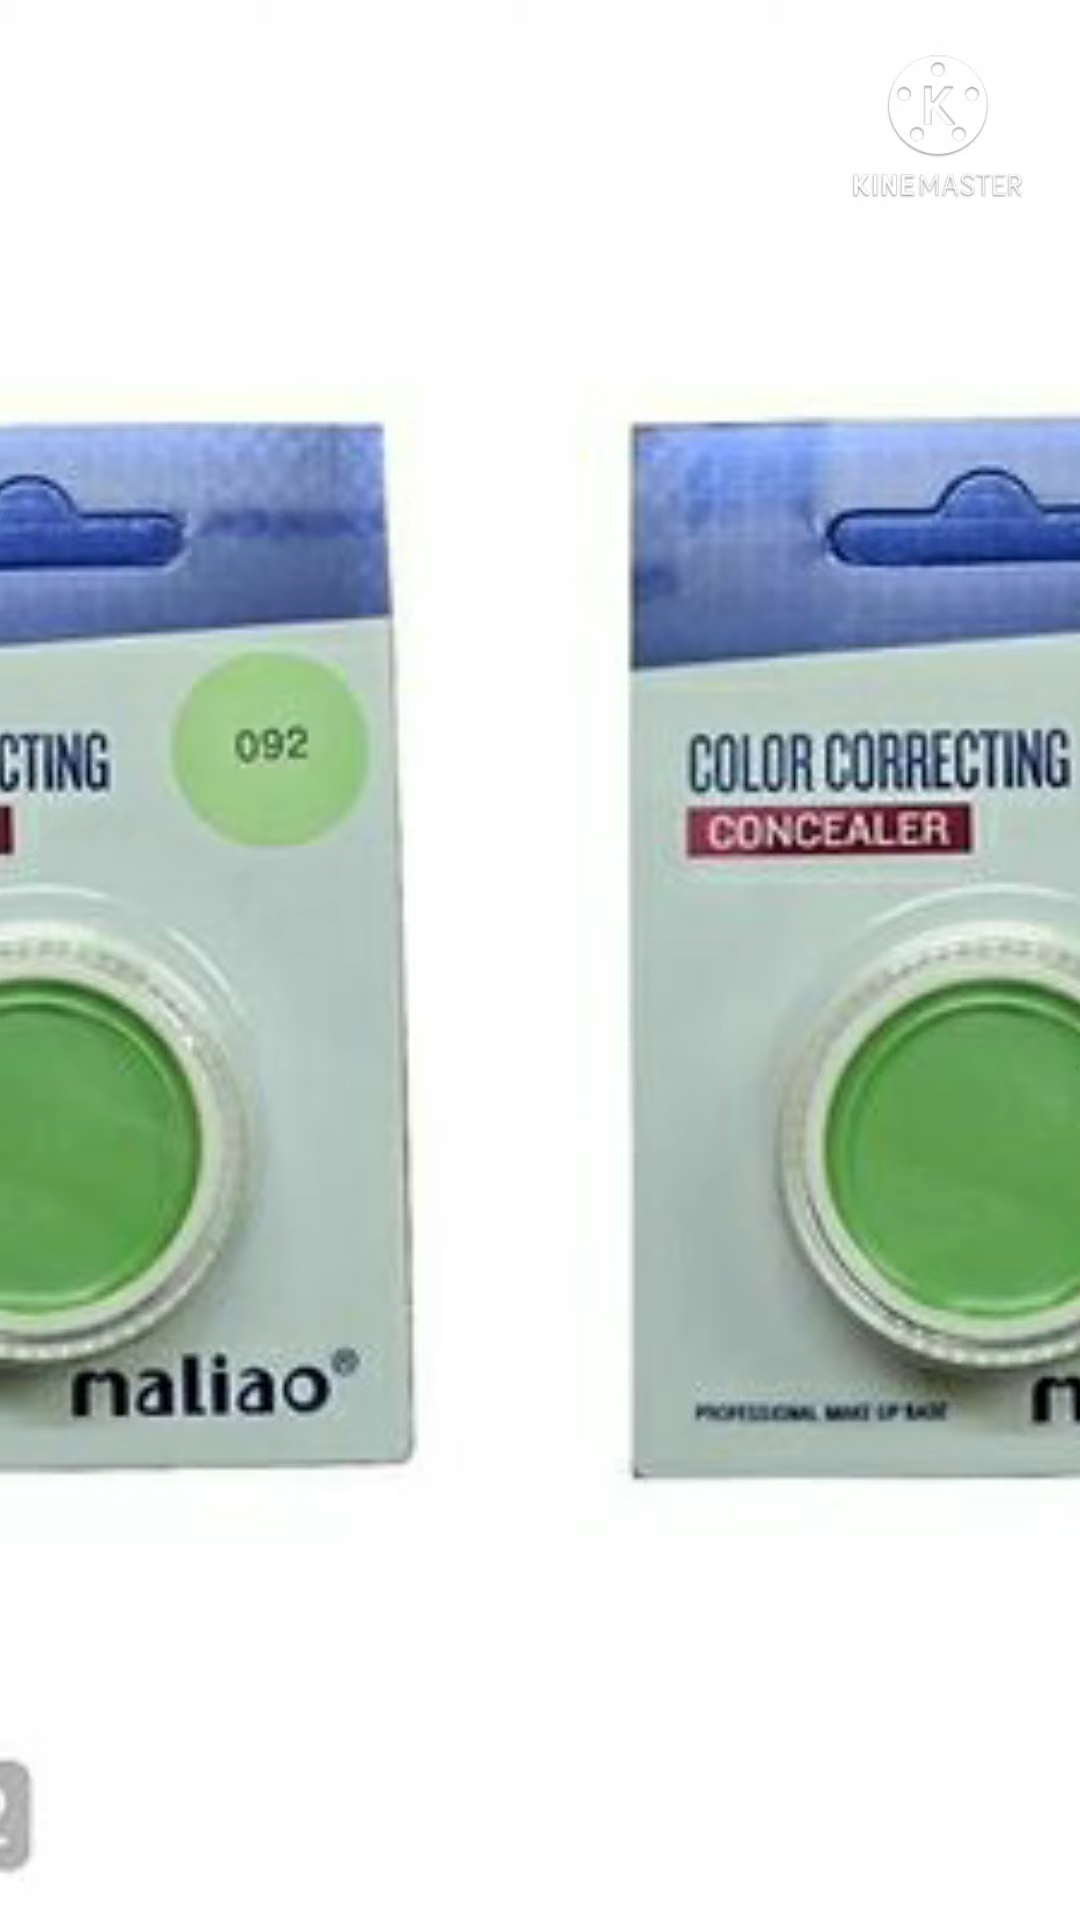 K
KINEMASTER
CTING
092
maliao®
COLOR CORRECTING
CONCEALER
PROFESSIONAL MAKE UP BASE